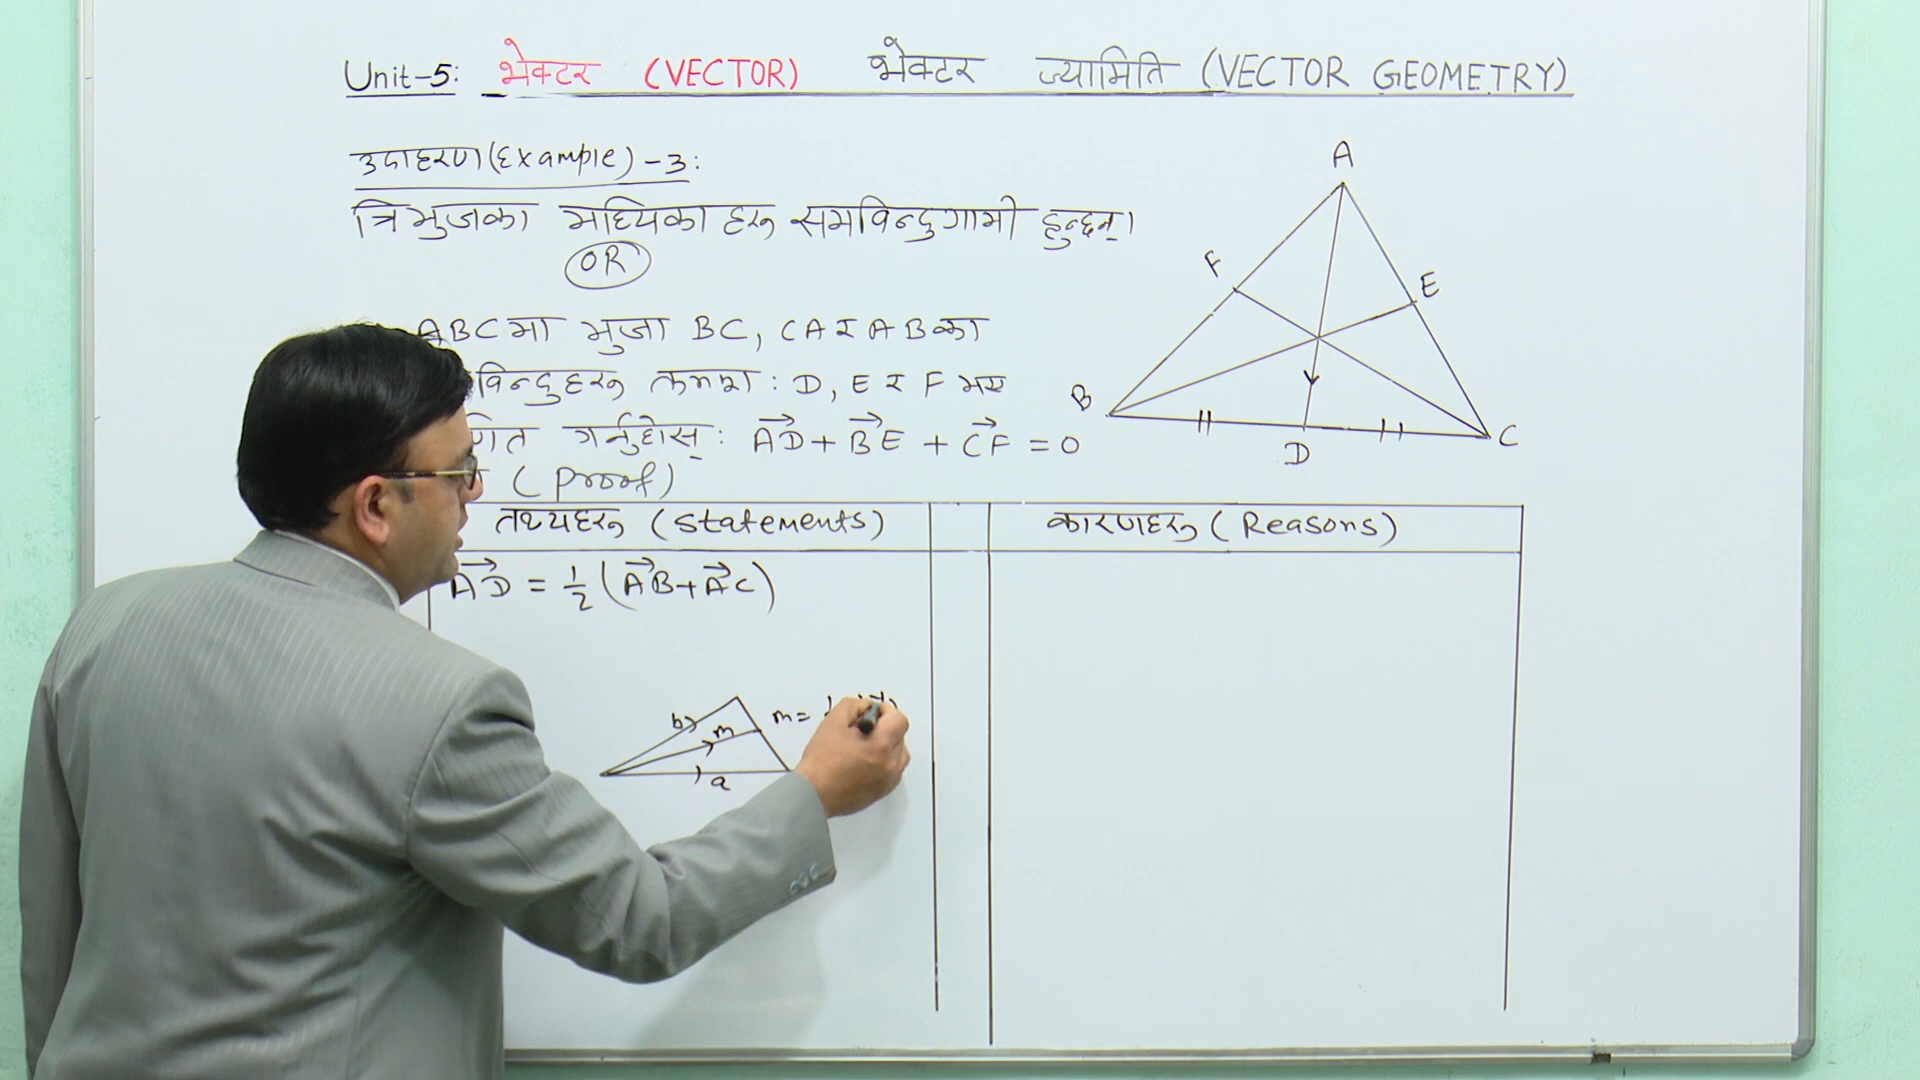 Unit-5: भेक्टर (VECTOR) भेक्टर ज्यामिति (VECTOR GEOMETRY)
उदाहरण (Example) -3:
त्रिभुजका मध्यिकाहरू समविन्दुगामी हुन्छन्।
OR
ABC मा भुजा BC, CA र AB का
विन्दुहरू क्रमशः D, E र F भए
णित गर्नुहोस्: AD→ + BE→ + CF→ = 0
(Proof)
A
F
E
B
D
C
तथ्यहरू (Statements) कारणहरू (Reasons)
AD→ = 1/2 (AB→ + AC→)
b
m
m =
a